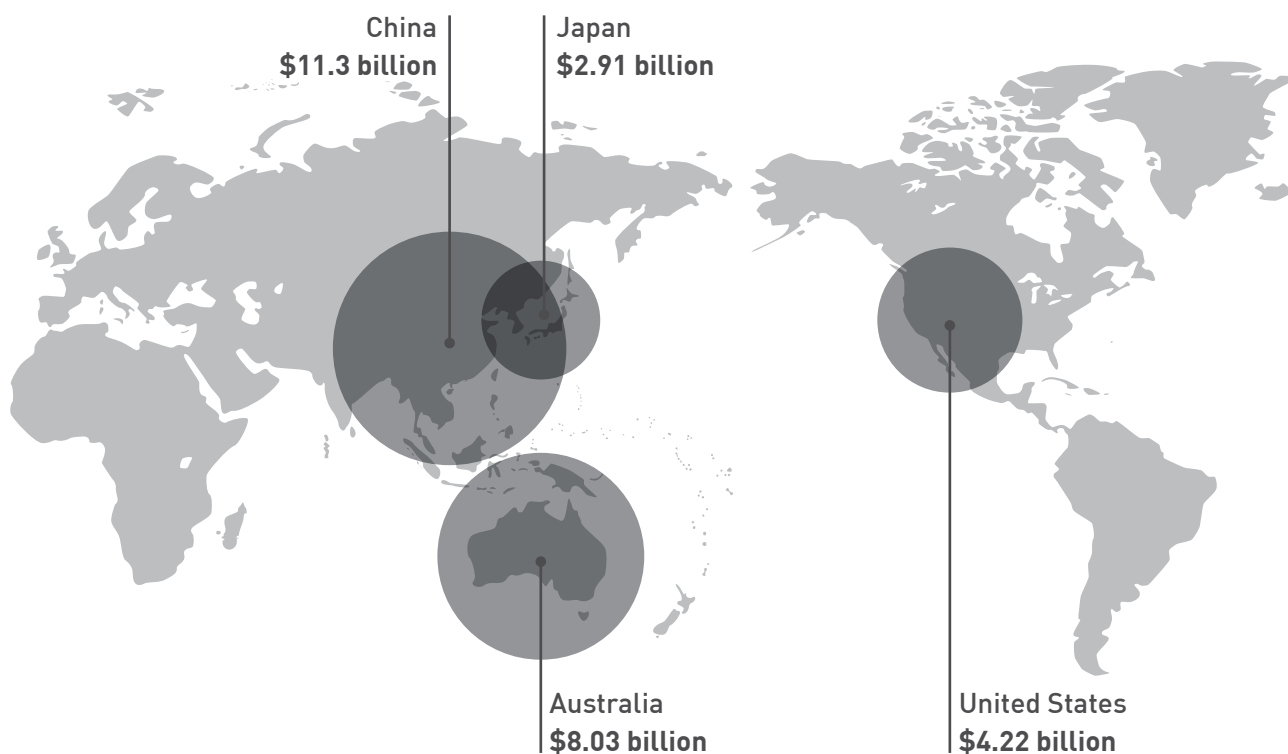 China
$11.3 billion
Japan
$2.91 billion
Australia
$8.03 billion
United States
$4.22 billion